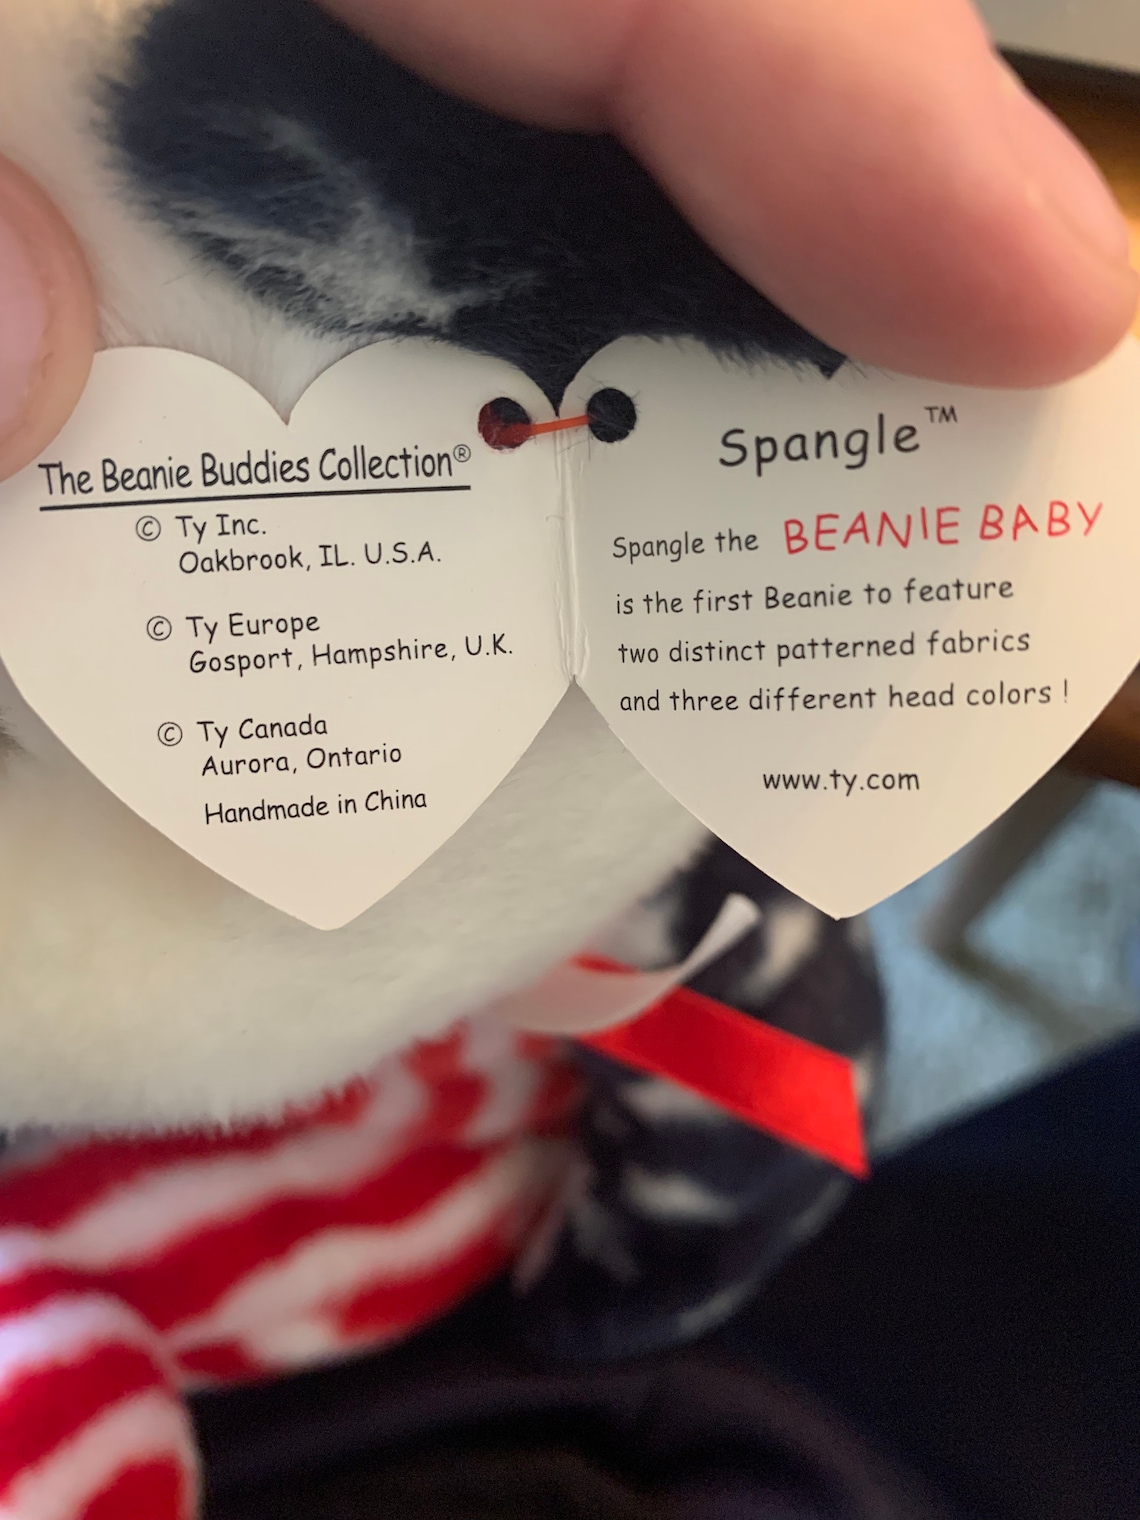 The Beanie Buddies Collection®
© Ty Inc.
Oakbrook, IL. U.S.A.
© Ty Europe
Gosport, Hampshire, U.K.
© Ty Canada
Aurora, Ontario
Handmade in China
Spangle™
Spangle the BEANIE BABY
is the first Beanie to feature
two distinct patterned fabrics
and three different head colors !
www.ty.com